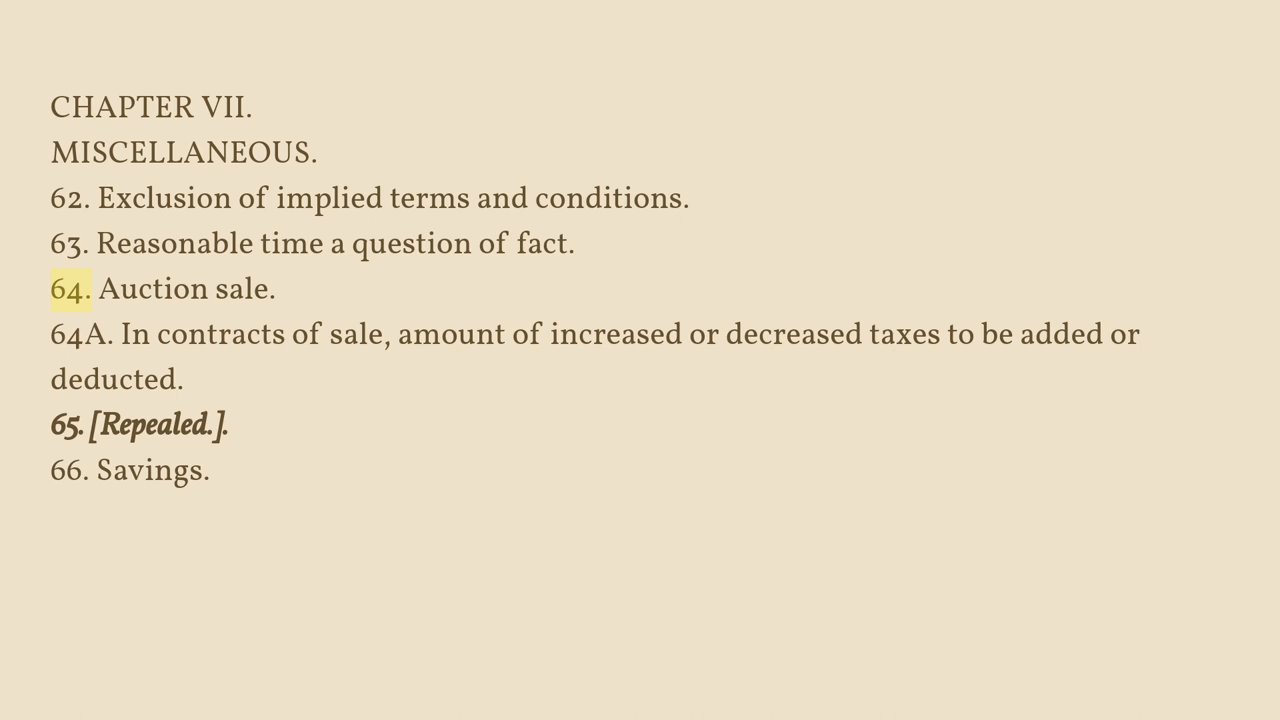 CHAPTER VII.
MISCELLANEOUS.
62. Exclusion of implied terms and conditions.
63. Reasonable time a question of fact.
64. Auction sale.
64A. In contracts of sale, amount of increased or decreased taxes to be added or
deducted.
65. [Repealed.].
66. Savings.